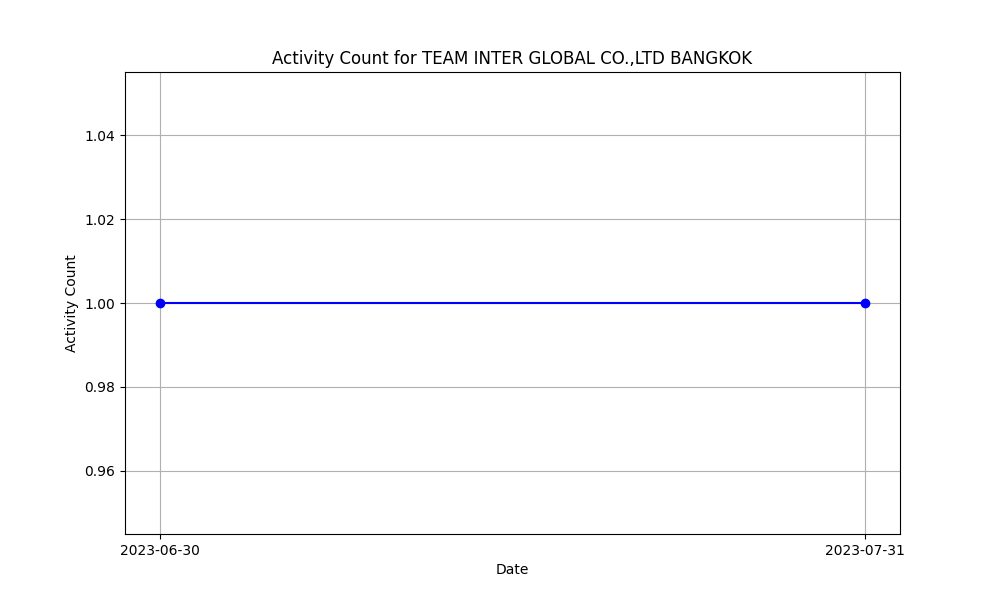 Activity Count for TEAM INTER GLOBAL CO.,LTD BANGKOK
Activity Count
1.04
1.02
1.00
0.98
0.96
2023-06-30
2023-07-31
Date